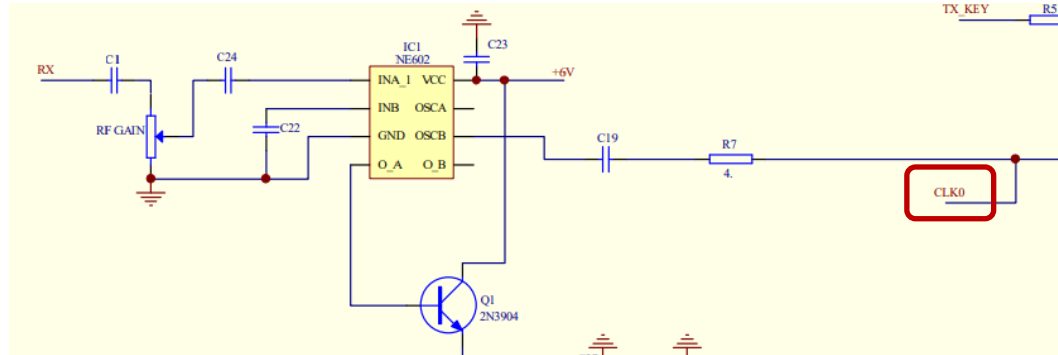 TX_KEY
R5
C23
IC1
NE602
C1
C24
RX
INA_1 VCC
+6V
INB OSCA
RF GAIN
C22
GND OSCB
C19
R7
O_A O_B
4.
CLK0
Q1
2N3904